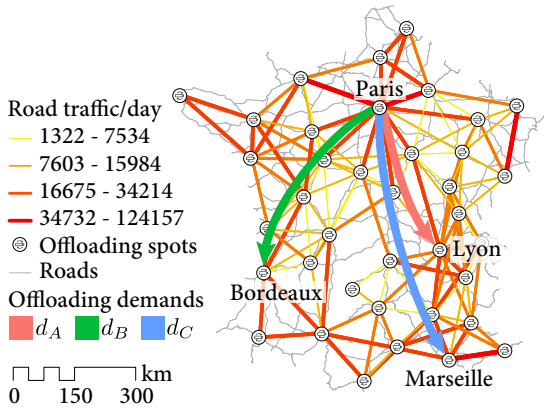 Paris
Road traffic/day
1322 - 7534
7603 - 15984
16675 - 34214
34732 - 124157
Offloading spots
Roads
Lyon
Offloading demands
Bordeaux
d_A d_B d_C
km
0 150 300
Marseille